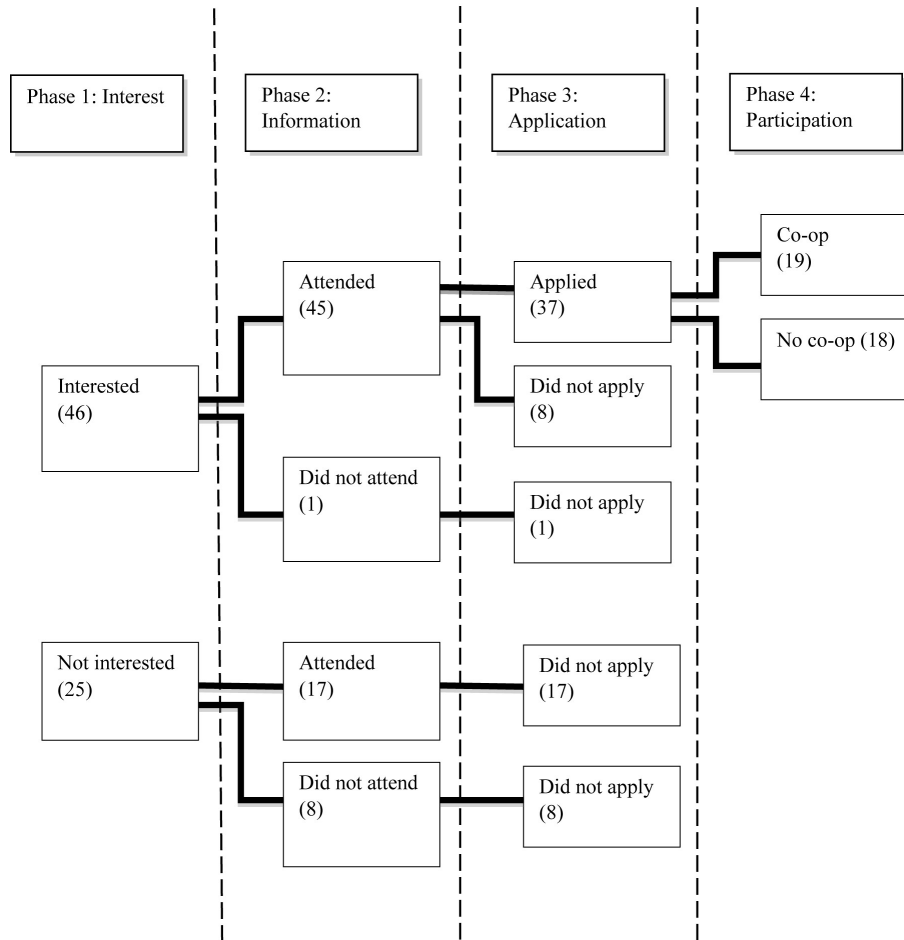 Phase 1: Interest
Phase 2:
Information
Phase 3:
Application
Phase 4:
Participation
Co-op
(19)
Attended
(45)
Applied
(37)
No co-op (18)
Interested
(46)
Did not apply
(8)
Did not attend
(1)
Did not apply
(1)
Not interested
(25)
Attended
(17)
Did not apply
(17)
Did not attend
(8)
Did not apply
(8)